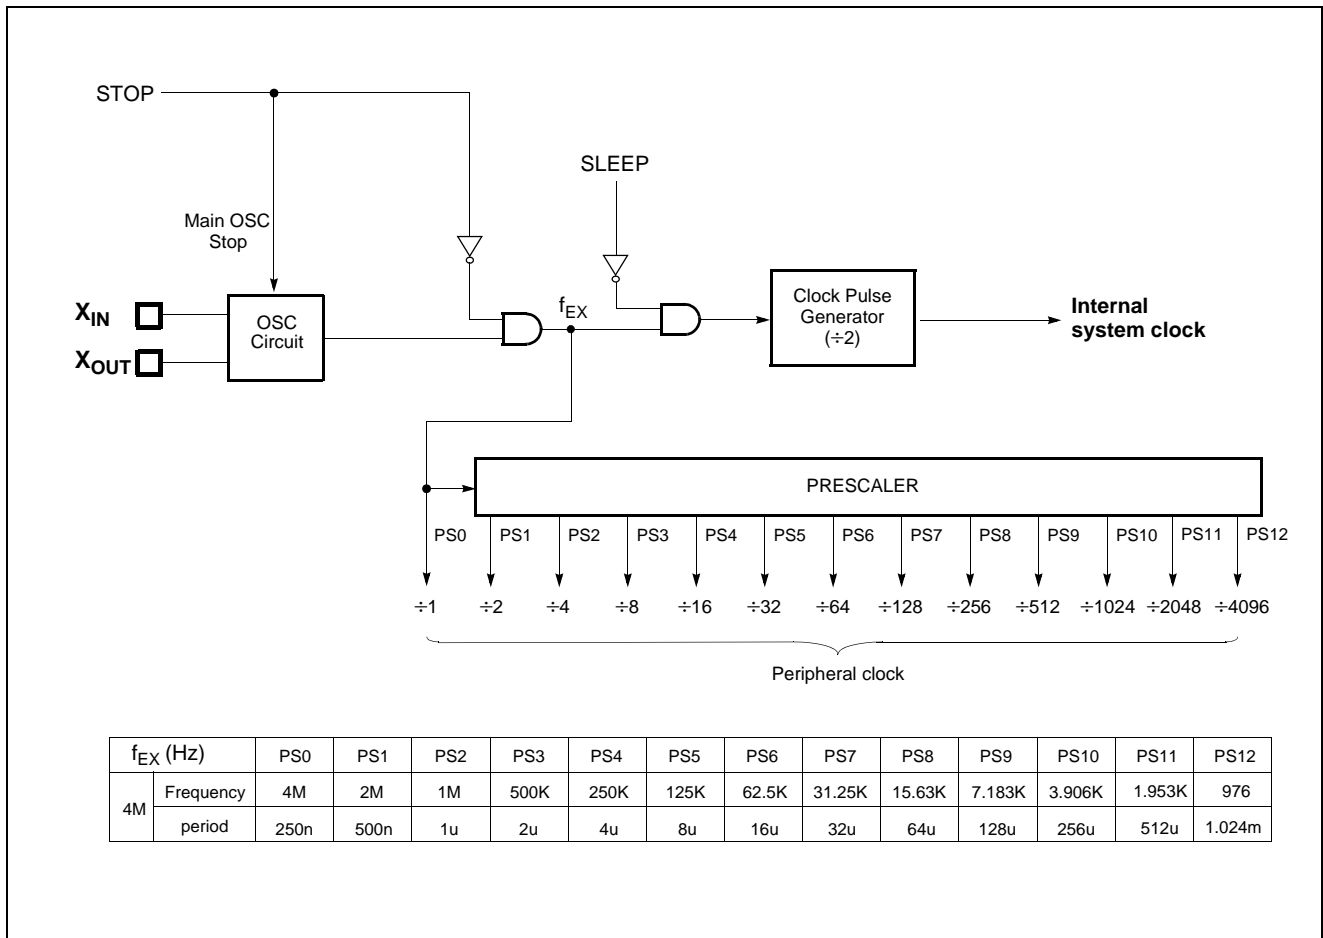 STOP
SLEEP
Main OSC
Stop
XIN
XOUT
OSC
Circuit
fEX
Clock Pulse
Generator
(÷2)
Internal
system clock
PRESCALER
PS0 PS1 PS2 PS3 PS4 PS5 PS6 PS7 PS8 PS9 PS10 PS11 PS12
÷1 ÷2 ÷4 ÷8 ÷16 ÷32 ÷64 ÷128 ÷256 ÷512 ÷1024 ÷2048 ÷4096
Peripheral clock
fEX (Hz) PS0 PS1 PS2 PS3 PS4 PS5 PS6 PS7 PS8 PS9 PS10 PS11 PS12
4M Frequency 4M 2M 1M 500K 250K 125K 62.5K 31.25K 15.63K 7.183K 3.906K 1.953K 976
period 250n 500n 1u 2u 4u 8u 16u 32u 64u 128u 256u 512u 1.024m